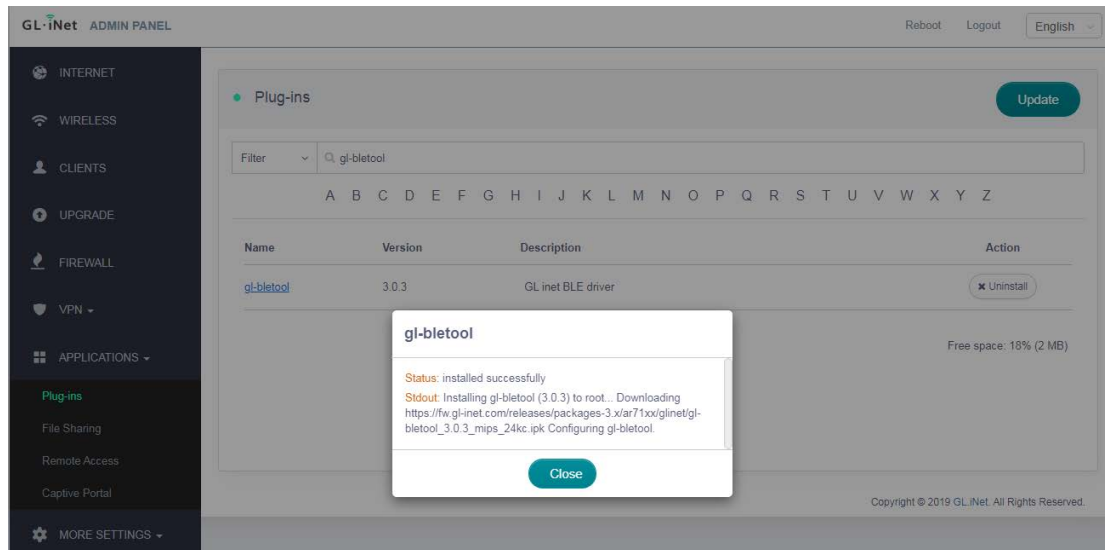 GL·iNet ADMIN PANEL
Reboot Logout English
INTERNET
WIRELESS
CLIENTS
UPGRADE
FIREWALL
VPN
APPLICATIONS
Plug-ins
File Sharing
Remote Access
Captive Portal
MORE SETTINGS
Plug-ins
Update
Filter gl-bletool
A B C D E F G H I J K L M N O P Q R S T U V W X Y Z
Name Version Description Action
gl-bletool 3.0.3 GL inet BLE driver Uninstall
Free space: 18% (2 MB)
gl-bletool
Status: installed successfully
Stdout: Installing gl-bletool (3.0.3) to root... Downloading
https://fw.gl-inet.com/releases/packages-3.x/ar71xx/glinet/gl-
bletool_3.0.3_mips_24kc.ipk Configuring gl-bletool.
Close
Copyright © 2019 GL.iNet. All Rights Reserved.